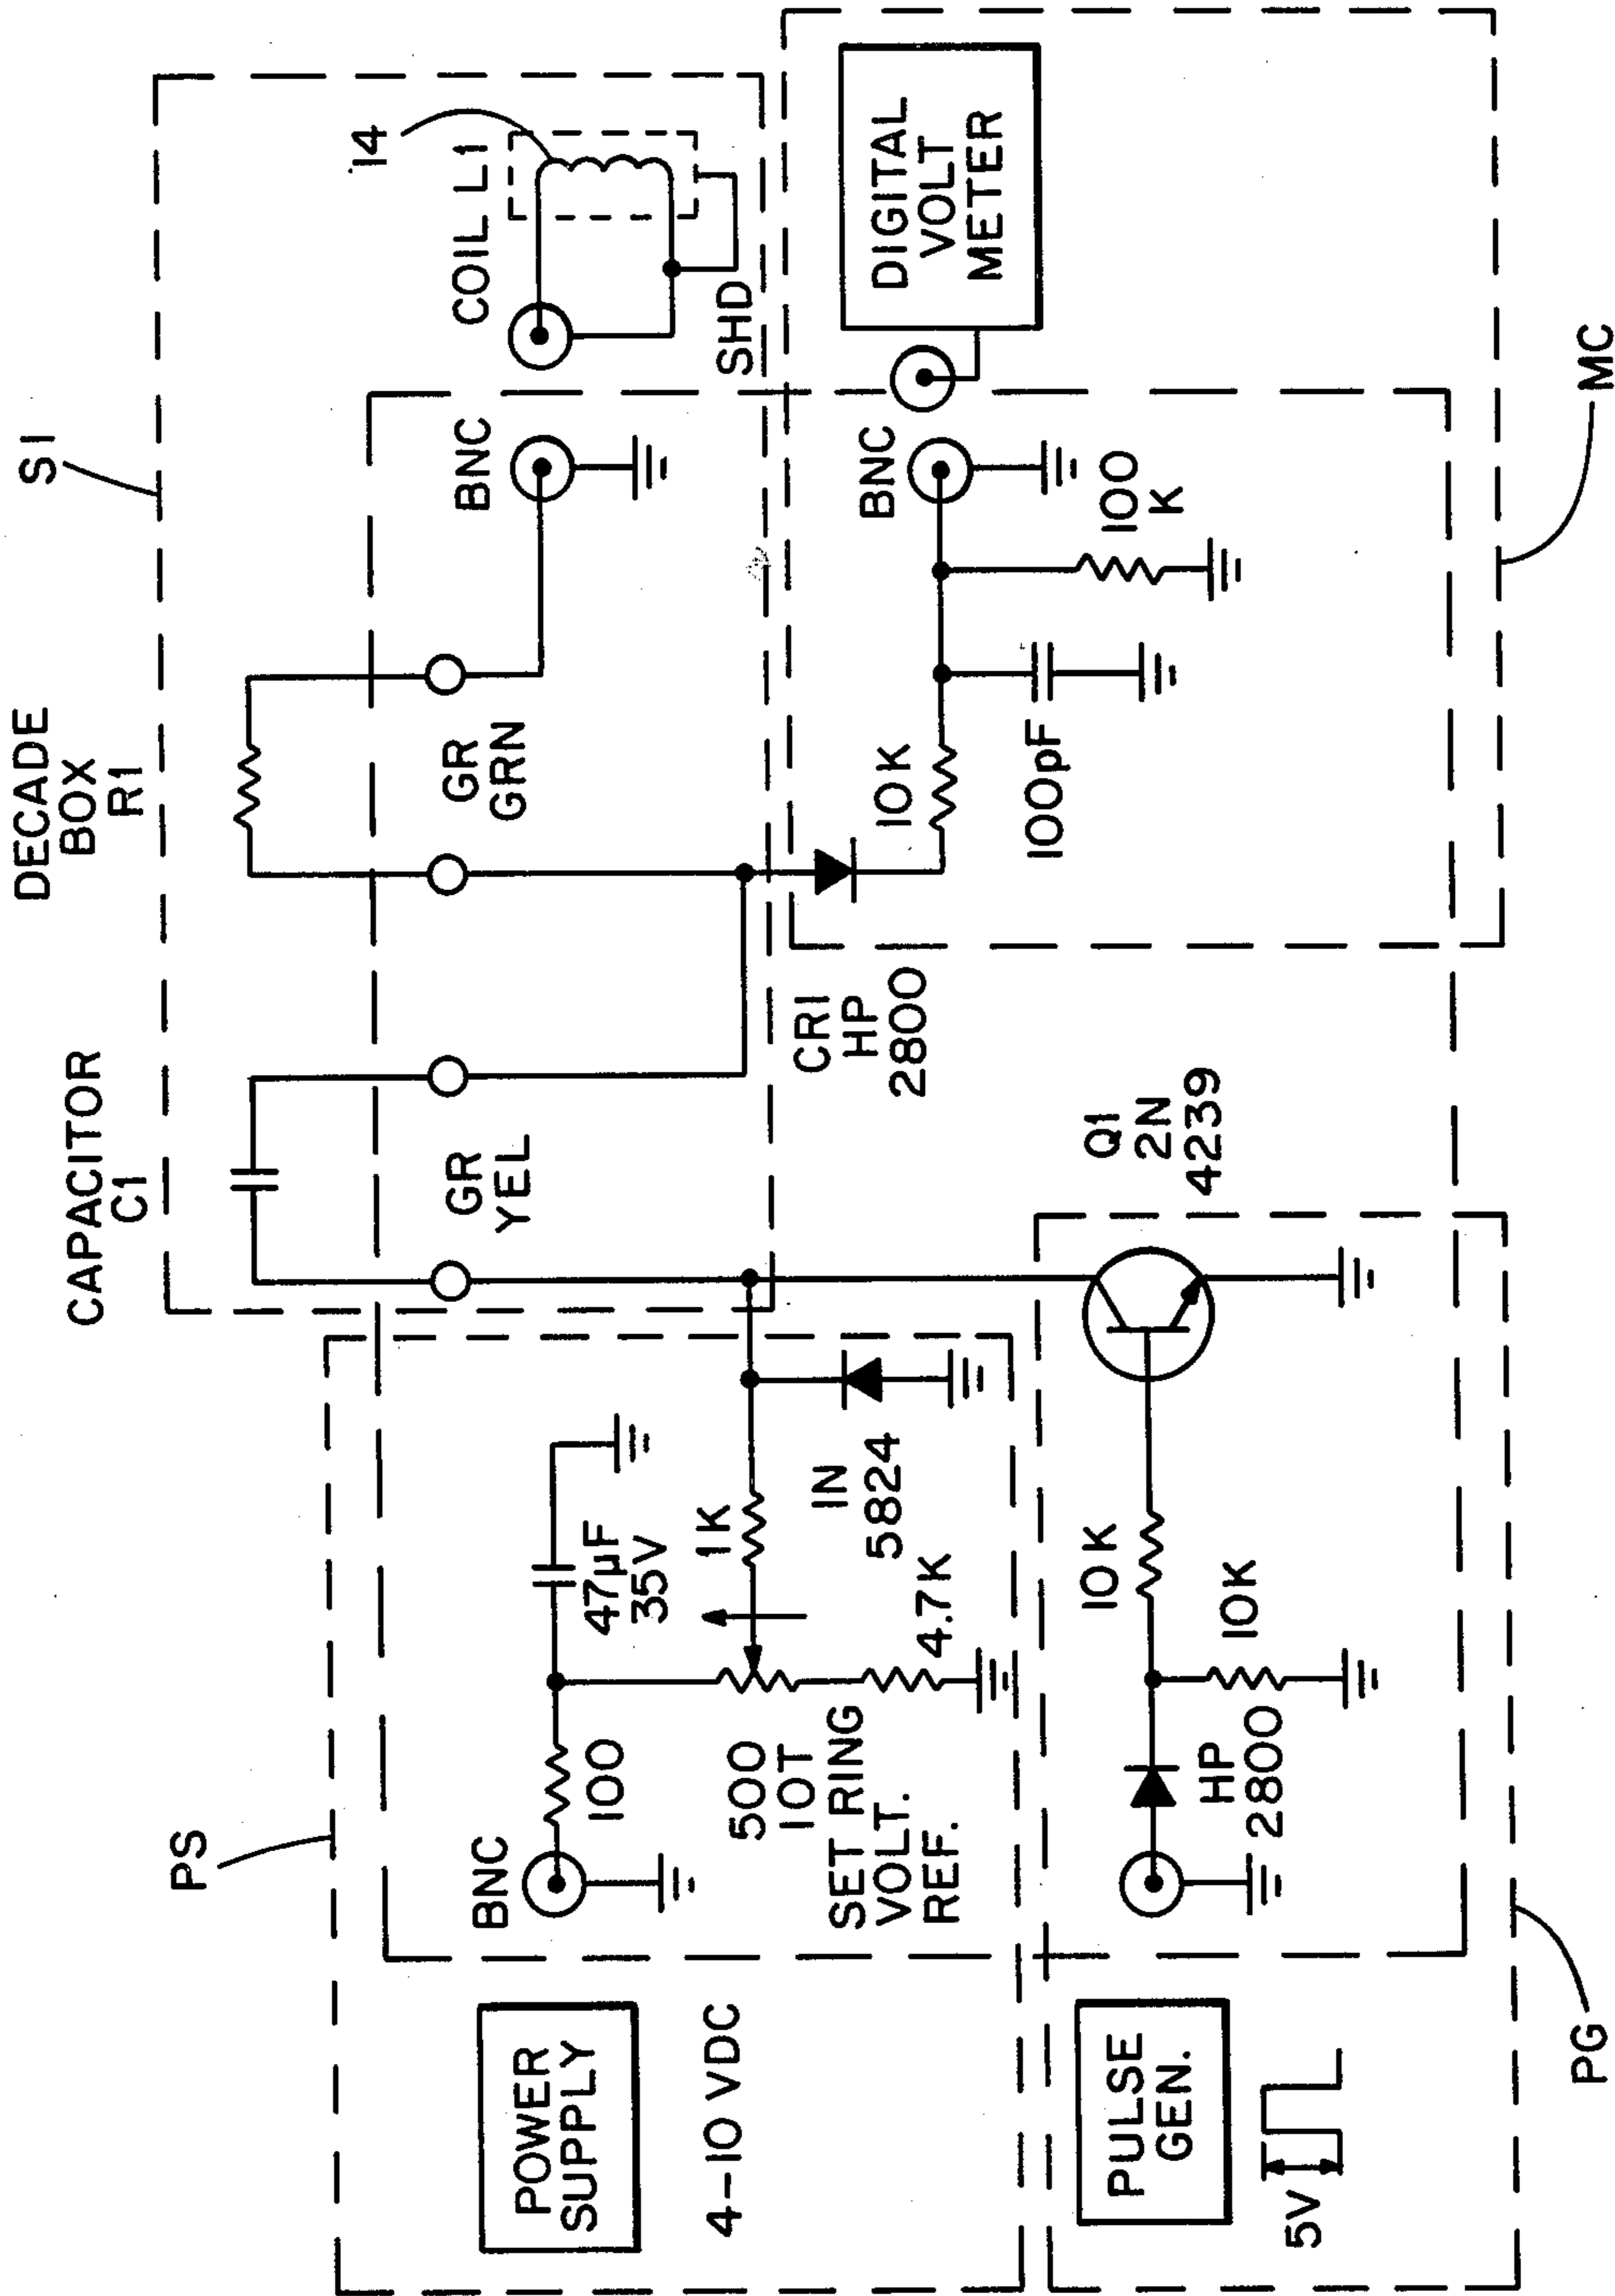 S1
DECADE
BOX
R1
CAPACITOR
C1
14
COIL L1
SHD
BNC
GR
GRN
GR
YEL
PS
POWER
SUPPLY
4-10 VDC
BNC
100
47µF
35V
1K
500
10T
SET RING
VOLT.
REF.
4.7K
IN
5824
CR1
HP
2800
10K
100pF
BNC
100
K
DIGITAL
VOLT
METER
MC
PULSE
GEN.
5V
HP
2800
10K
10K
Q1
2N
4239
PG